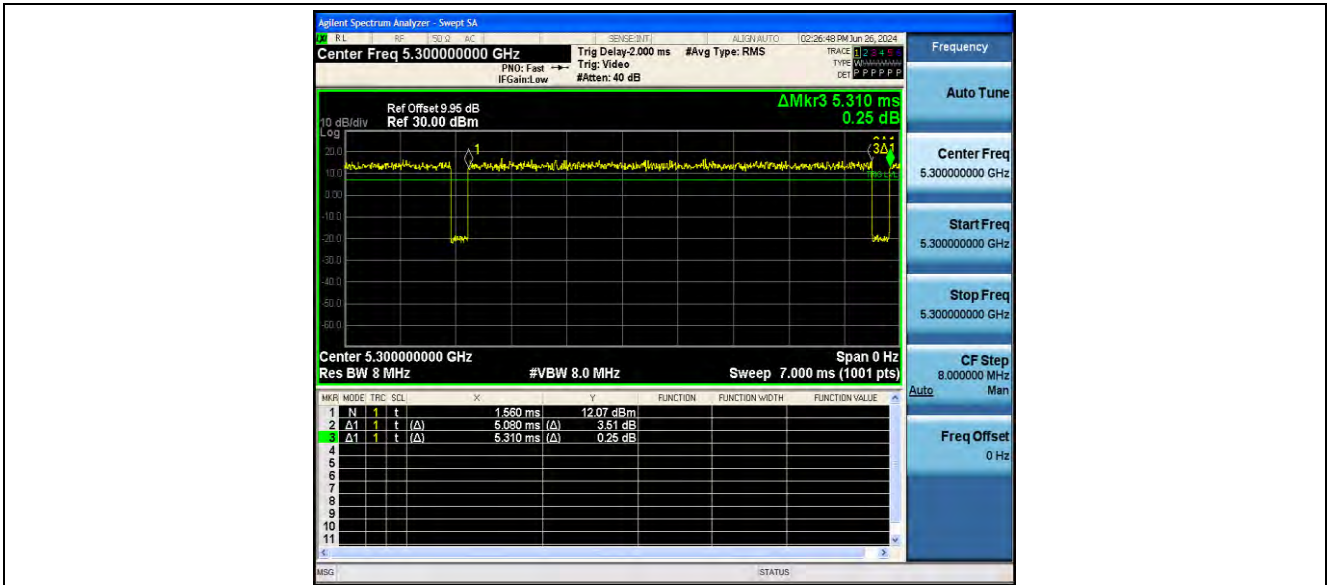 Agilent Spectrum Analyzer - Swept SA
RL RF 50 Ω AC SENSE:INT ALIGN AUTO 02:26:48 PM Jun 26, 2024
Center Freq 5.300000000 GHz
Trig Delay-2.000 ms #Avg Type: RMS
TRACE 1 2 3 4 5 6
PNO: Fast Trig: Video
TYPE W
IFGain:Low #Atten: 40 dB
DET P P P P P P
Frequency
ΔMkr3 5.310 ms
0.25 dB
Ref Offset 9.95 dB
10 dB/div Ref 30.00 dBm
Log
20.0
10.0
0.00
-10.0
-20.0
-30.0
-40.0
-50.0
-60.0
1
3Δ1
TRIG LVL
Center 5.300000000 GHz Span 0 Hz
Res BW 8 MHz #VBW 8.0 MHz Sweep 7.000 ms (1001 pts)
MKR MODE TRC SCL X Y FUNCTION FUNCTION WIDTH FUNCTION VALUE
1 N 1 t 1.560 ms 12.07 dBm
2 Δ1 1 t (Δ) 5.080 ms (Δ) 3.51 dB
3 Δ1 1 t (Δ) 5.310 ms (Δ) 0.25 dB
4
5
6
7
8
9
10
11
MSG STATUS
Auto Tune
Center Freq
5.300000000 GHz
Start Freq
5.300000000 GHz
Stop Freq
5.300000000 GHz
CF Step
8.000000 MHz
Auto Man
Freq Offset
0 Hz